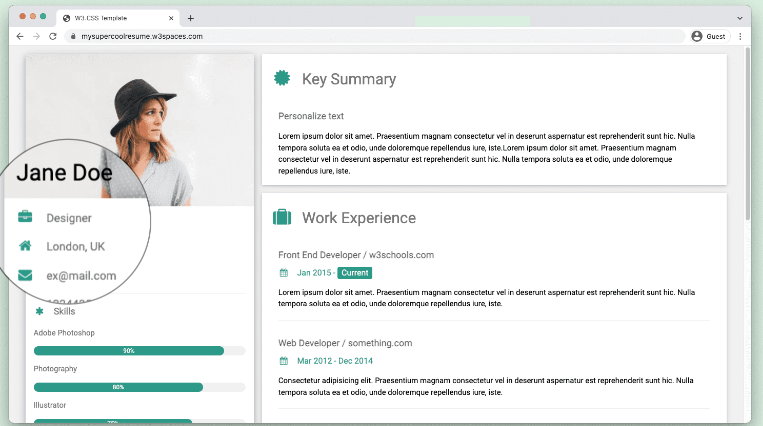 W3.CSS Template
mysupercoolresume.w3spaces.com
Guest
Jane Doe
Designer
London, UK
ex@mail.com
Skills
Adobe Photoshop
90%
Photography
80%
Illustrator
Key Summary
Personalize text
Lorem ipsum dolor sit amet. Praesentium magnam consectetur vel in deserunt aspernatur est reprehenderit sunt hic. Nulla
tempora soluta ea et odio, unde doloremque repellendus iure, iste.Lorem ipsum dolor sit amet. Praesentium magnam
consectetur vel in deserunt aspernatur est reprehenderit sunt hic. Nulla tempora soluta ea et odio, unde doloremque
repellendus iure, iste.
Work Experience
Front End Developer / w3schools.com
Jan 2015 - Current
Lorem ipsum dolor sit amet. Praesentium magnam consectetur vel in deserunt aspernatur est reprehenderit sunt hic. Nulla
tempora soluta ea et odio, unde doloremque repellendus iure, iste.
Web Developer / something.com
Mar 2012 - Dec 2014
Consectetur adipisicing elit. Praesentium magnam consectetur vel in deserunt aspernatur est reprehenderit sunt hic. Nulla
tempora soluta ea et odio, unde doloremque repellendus iure, iste.